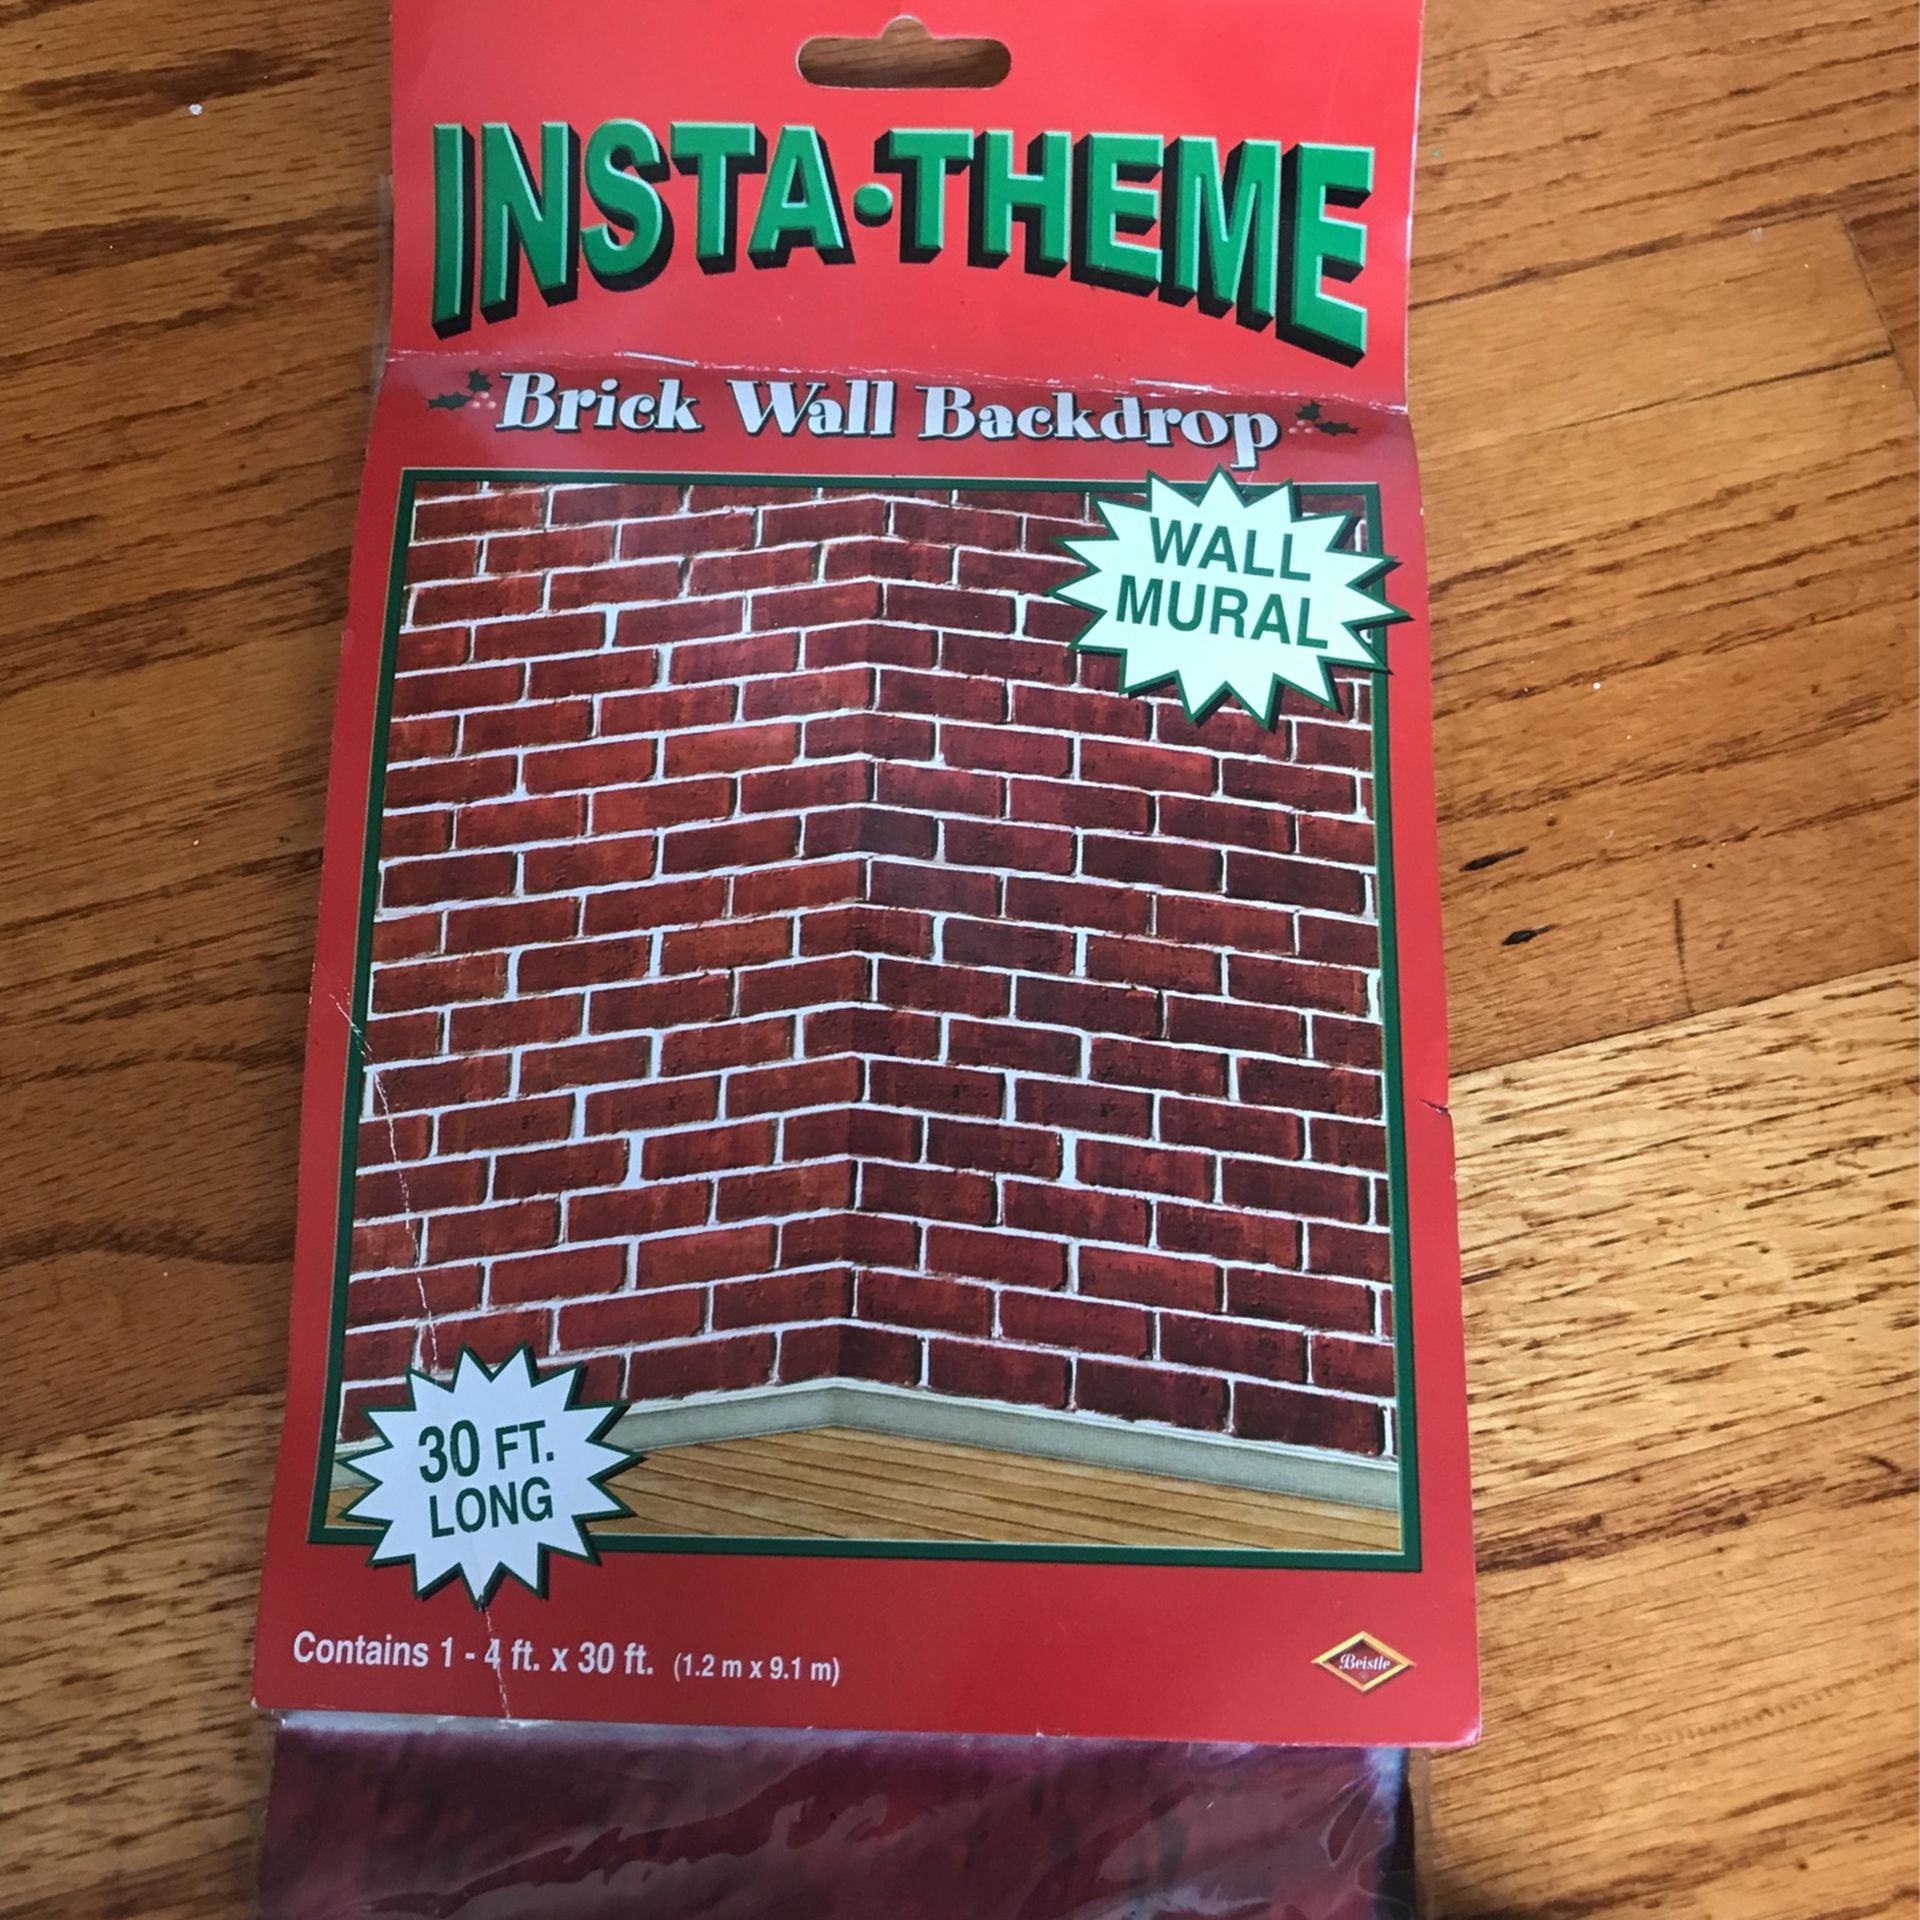 INSTA•THEME
Brick Wall Backdrop
WALL
MURAL
30 FT.
LONG
Contains 1 - 4 ft. x 30 ft. (1.2 m x 9.1 m)
Beistle